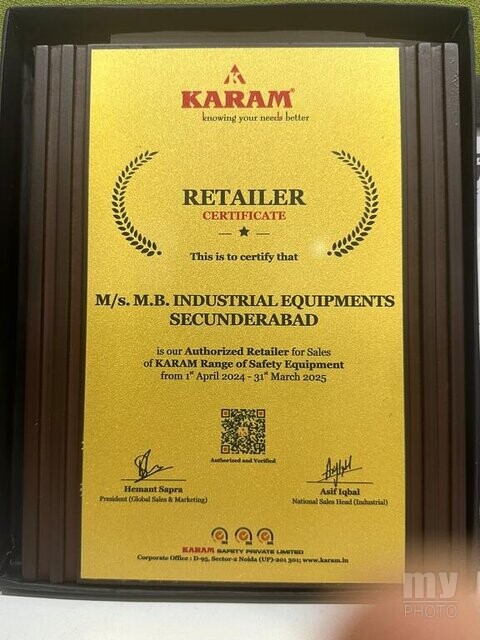 K
KARAM®
knowing your needs better
RETAILER
CERTIFICATE
This is to certify that
M/s. M.B. INDUSTRIAL EQUIPMENTS
SECUNDERABAD
is our Authorized Retailer for Sales
of KARAM Range of Safety Equipment
from 1st April 2024 - 31st March 2025
Authorized and Verified
Hemant Sapra
President (Global Sales & Marketing)
Asif Iqbal
National Sales Head (Industrial)
KARAM SAFETY PRIVATE LIMITED
Corporate Office : D-95, Sector-2 Noida (UP)-201 301; www.karam.in
my
PHOTO